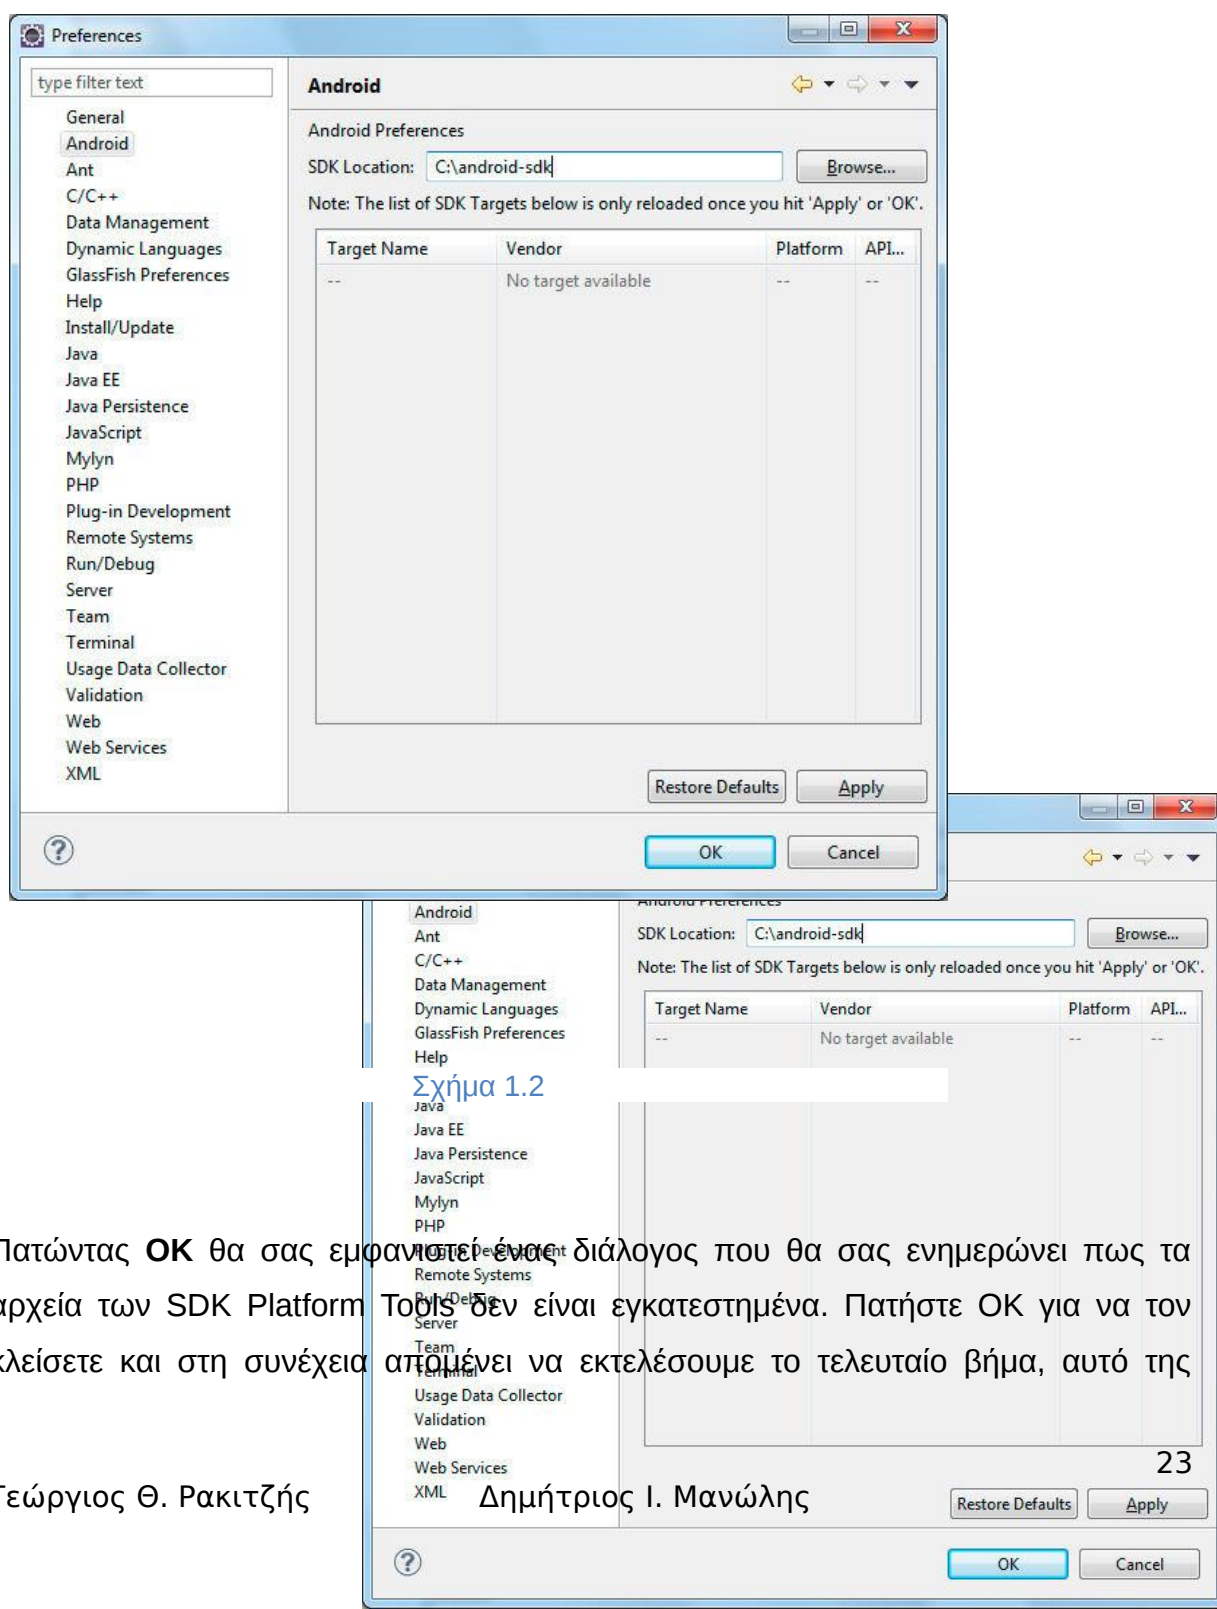 Preferences
type filter text
General
Android
Ant
C/C++
Data Management
Dynamic Languages
GlassFish Preferences
Help
Install/Update
Java
Java EE
Java Persistence
JavaScript
Mylyn
PHP
Plug-in Development
Remote Systems
Run/Debug
Server
Team
Terminal
Usage Data Collector
Validation
Web
Web Services
XML
Android
Android Preferences
SDK Location: C:\android-sdk Browse...
Note: The list of SDK Targets below is only reloaded once you hit 'Apply' or 'OK'.
Target Name Vendor Platform API...
-- No target available -- --
Restore Defaults Apply
OK Cancel
Android
Ant
C/C++
Data Management
Dynamic Languages
GlassFish Preferences
Help
Java
Java EE
Java Persistence
JavaScript
Mylyn
PHP
Plug-in Development
Remote Systems
Run/Debug
Server
Team
Terminal
Usage Data Collector
Validation
Web
Web Services
XML
Android Preferences
SDK Location: C:\android-sdk Browse...
Note: The list of SDK Targets below is only reloaded once you hit 'Apply' or 'OK'.
Target Name Vendor Platform API...
-- No target available -- --
Restore Defaults Apply
OK Cancel
Σχήμα 1.2
Πατώντας OK θα σας εμφανιστεί ένας διάλογος που θα σας ενημερώνει πως τα
αρχεία των SDK Platform Tools δεν είναι εγκατεστημένα. Πατήστε OK για να τον
κλείσετε και στη συνέχεια απομένει να εκτελέσουμε το τελευταίο βήμα, αυτό της
23
Γεώργιος Θ. Ρακιτζής Δημήτριος Ι. Μανώλης